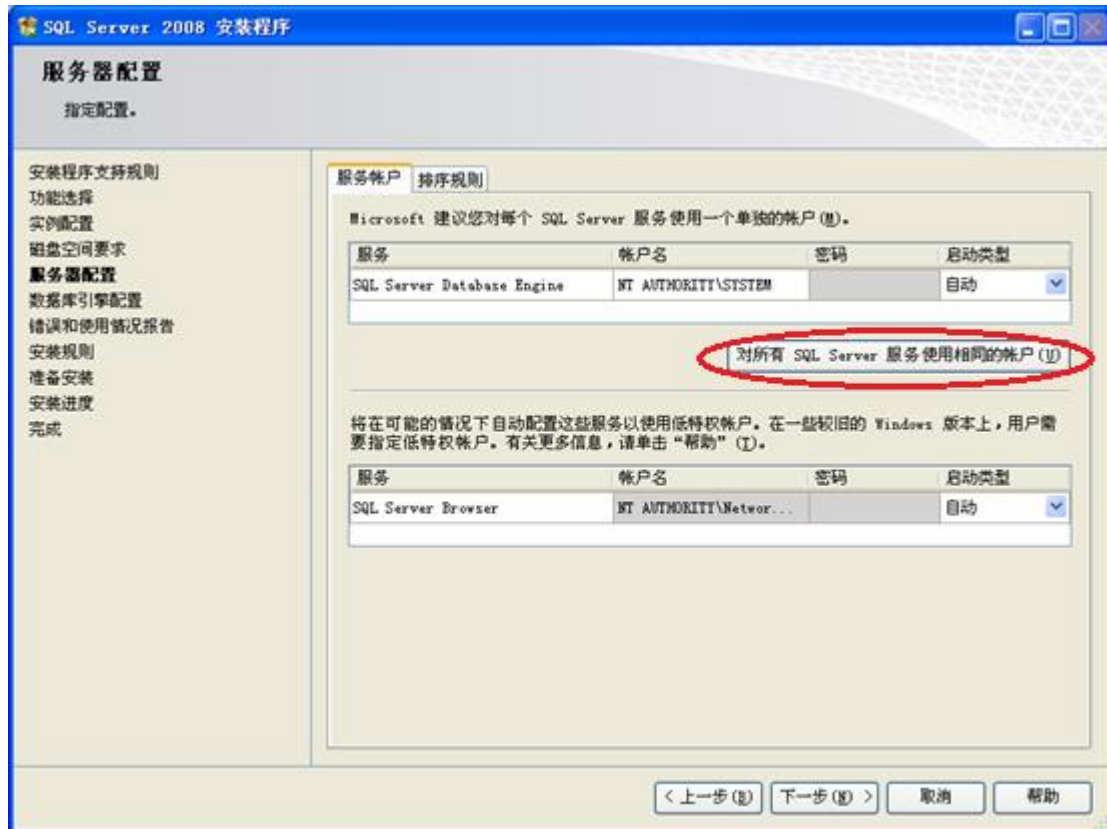 SQL Server 2008 安装程序
服务器配置
指定配置。
安装程序支持规则
功能选择
实例配置
磁盘空间要求
服务器配置
数据库引擎配置
错误和使用情况报告
安装规则
准备安装
安装进度
完成
服务帐户 排序规则
Microsoft 建议您对每个 SQL Server 服务使用一个单独的帐户(M)。
服务 帐户名 密码 启动类型
SQL Server Database Engine NT AUTHORITY\SYSTEM 自动
对所有 SQL Server 服务使用相同的帐户(U)
将在可能的情况下自动配置这些服务以使用低特权帐户。在一些较旧的 Windows 版本上，用户需
要指定低特权帐户。有关更多信息，请单击“帮助”(I)。
服务 帐户名 密码 启动类型
SQL Server Browser NT AUTHORITY\Networ... 自动
< 上一步(B) 下一步(N) > 取消 帮助